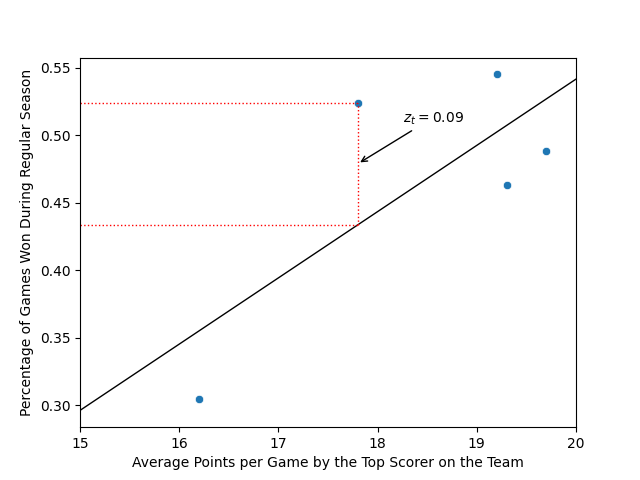 0.55
0.50
0.45
0.40
0.35
0.30
Percentage of Games Won During Regular Season
$z_t = 0.09$
15 16 17 18 19 20
Average Points per Game by the Top Scorer on the Team